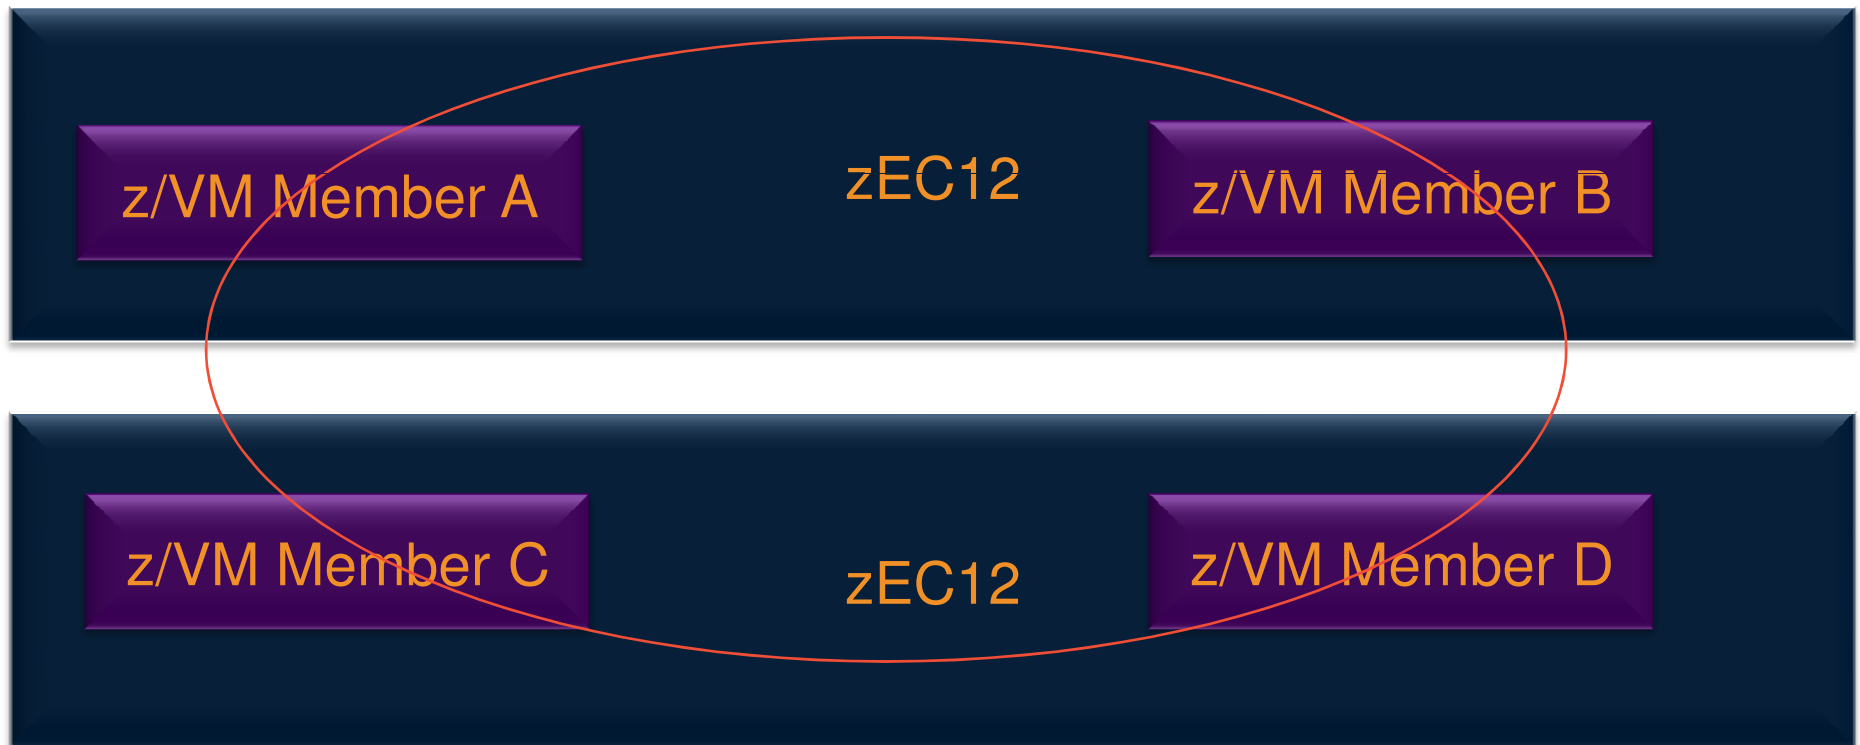 z/VM Member A
zEC12
z/VM Member B
z/VM Member C
zEC12
z/VM Member D